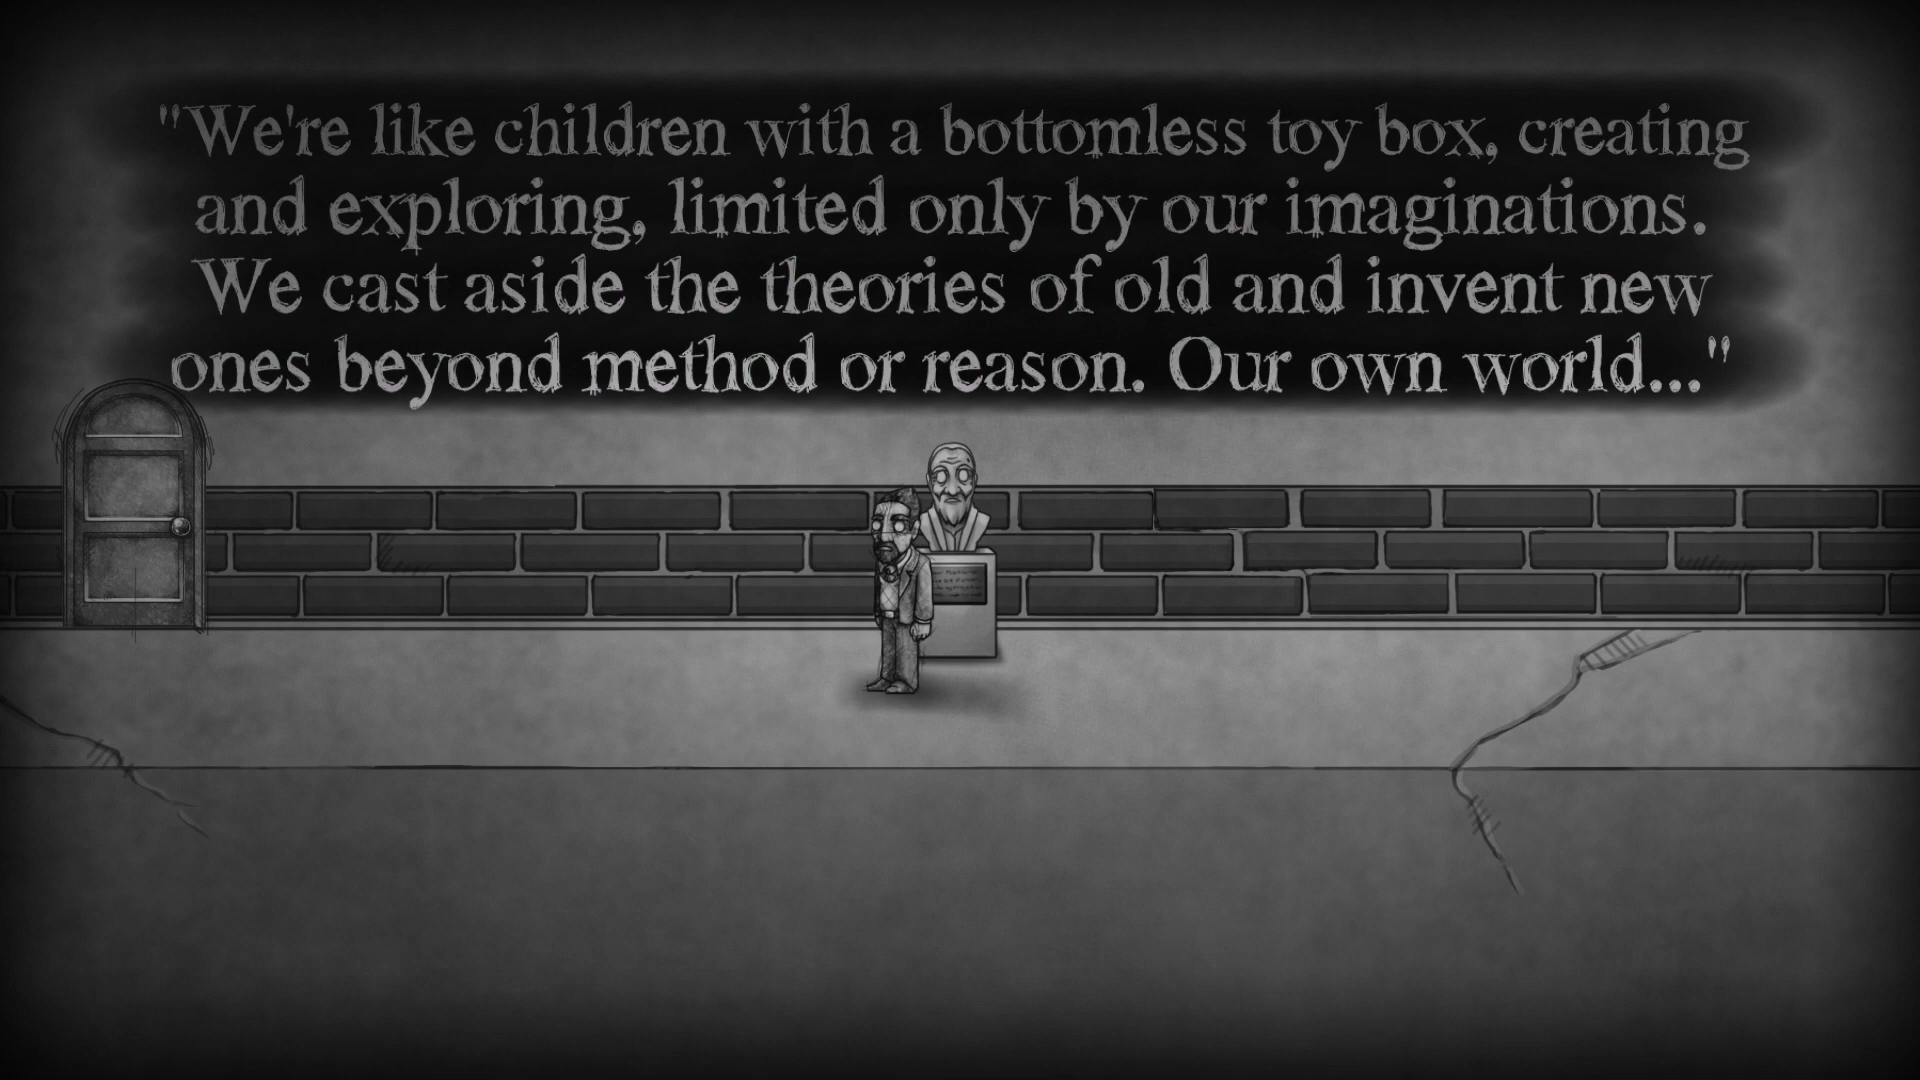 "We're like children with a bottomless toy box, creating
and exploring, limited only by our imaginations.
We cast aside the theories of old and invent new
ones beyond method or reason. Our own world..."